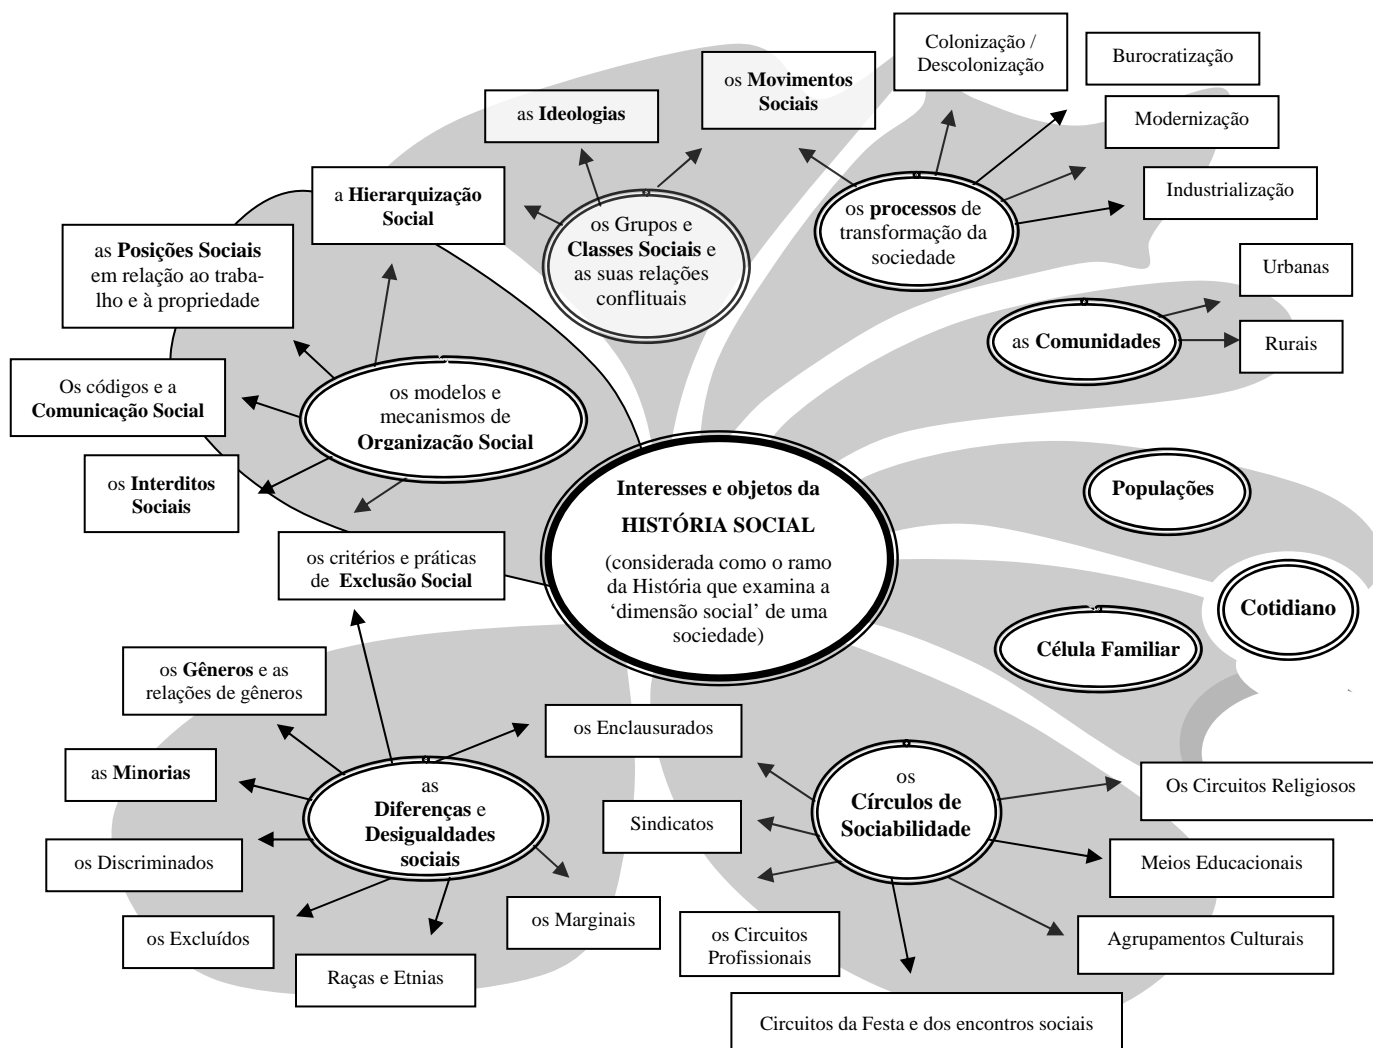 Colonização /
Descolonização
Burocratização
os Movimentos
Sociais
as Ideologias
Modernização
a Hierarquização
Social
Industrialização
os Grupos e
Classes Sociais e
as suas relações
conflituais
os processos de
transformação da
sociedade
as Posições Sociais
em relação ao traba-
lho e à propriedade
Urbanas
as Comunidades
Rurais
Os códigos e a
Comunicação Social
os modelos e
mecanismos de
Organização Social
os Interditos
Sociais
Interesses e objetos da
HISTÓRIA SOCIAL
(considerada como o ramo
da História que examina a
‘dimensão social’ de uma
sociedade)
Populações
os critérios e práticas
de Exclusão Social
Cotidiano
Célula Familiar
os Gêneros e as
relações de gêneros
os Enclausurados
as Minorias
as
Diferenças e
Desigualdades
sociais
Sindicatos
os
Círculos de
Sociabilidade
Os Circuitos Religiosos
os Discriminados
Meios Educacionais
os Marginais
os Excluídos
os Circuitos
Profissionais
Agrupamentos Culturais
Raças e Etnias
Circuitos da Festa e dos encontros sociais